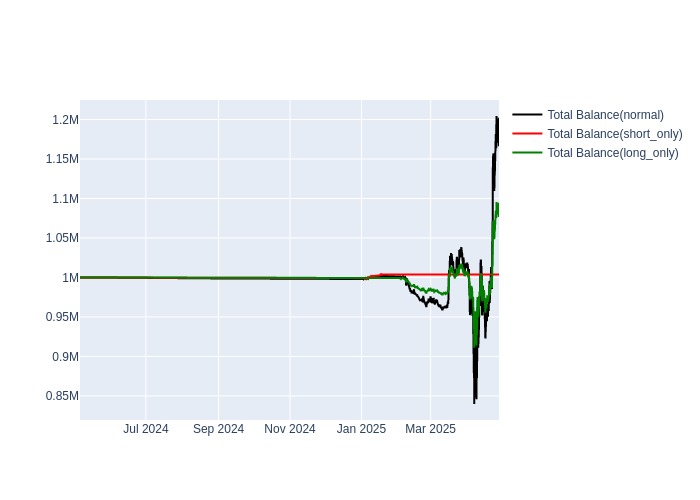 1.2M
1.15M
1.1M
1.05M
1M
0.95M
0.9M
0.85M
Jul 2024
Sep 2024
Nov 2024
Jan 2025
Mar 2025
Total Balance(normal)
Total Balance(short_only)
Total Balance(long_only)